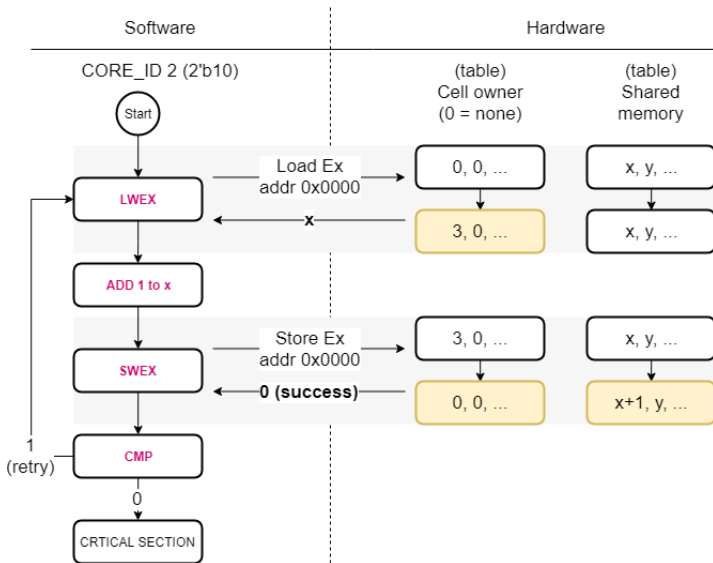 Software
Hardware
CORE_ID 2 (2'b10)
(table)
Cell owner
(0 = none)
(table)
Shared
memory
Start
Load Ex
addr 0x0000
0, 0, ...
x, y, ...
LWEX
x
3, 0, ...
x, y, ...
ADD 1 to x
Store Ex
addr 0x0000
3, 0, ...
x, y, ...
SWEX
0 (success)
0, 0, ...
x+1, y, ...
1
(retry)
CMP
0
CRTICAL SECTION